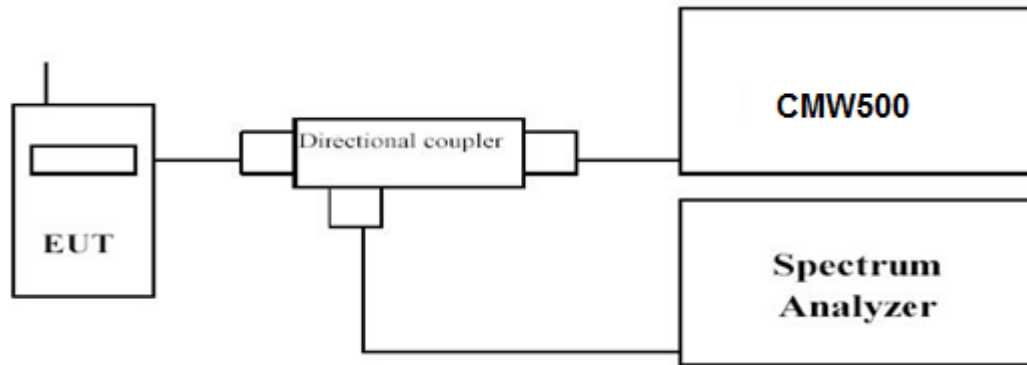 EUT
Directional coupler
CMW500
Spectrum
Analyzer